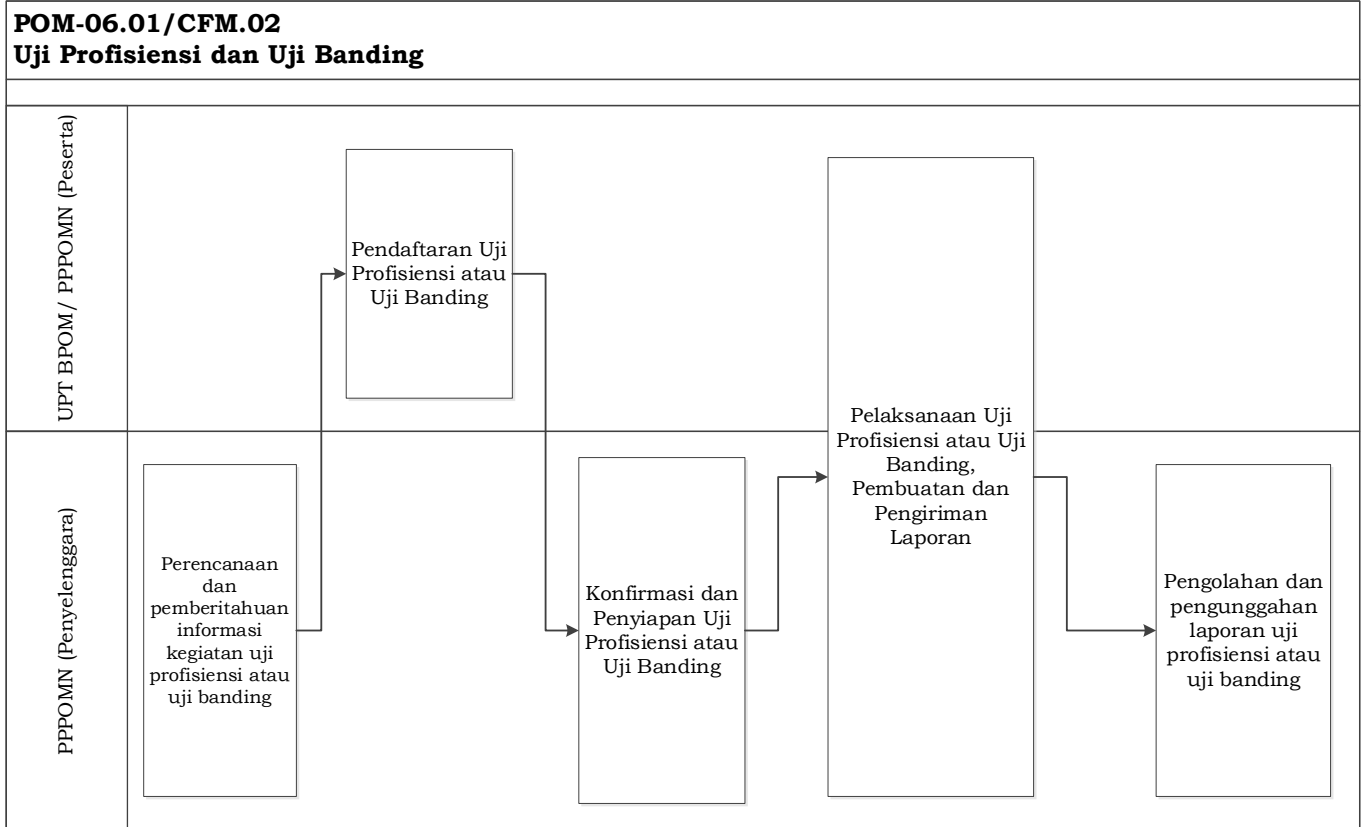 POM-06.01/CFM.02
Uji Profisiensi dan Uji Banding
UPT BPOM/ PPPOMN (Peserta)
Pendaftaran Uji
Profisiensi atau
Uji Banding
Pelaksanaan Uji
Profisiensi atau Uji
Banding,
Pembuatan dan
Pengiriman
Laporan
PPPOMN (Penyelenggara)
Perencanaan
dan
pemberitahuan
informasi
kegiatan uji
profisiensi atau
uji banding
Konfirmasi dan
Penyiapan Uji
Profisiensi atau
Uji Banding
Pengolahan dan
pengunggahan
laporan uji
profisiensi atau
uji banding